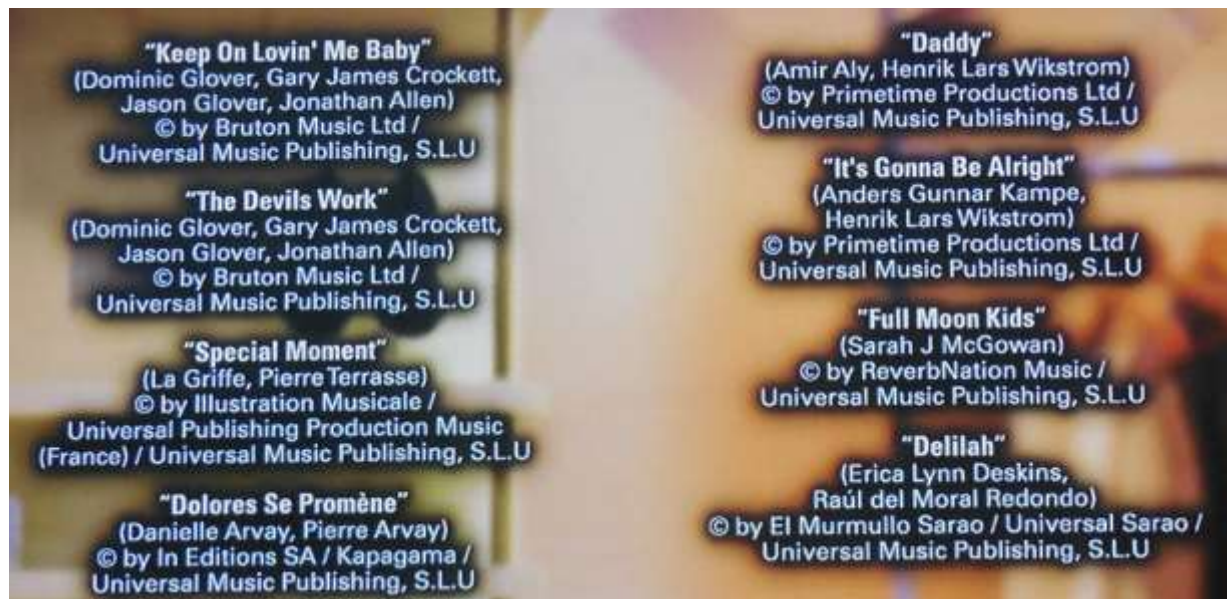 "Keep On Lovin' Me Baby"
(Dominic Glover, Gary James Crockett,
Jason Glover, Jonathan Allen)
© by Bruton Music Ltd /
Universal Music Publishing, S.L.U
"The Devils Work"
(Dominic Glover, Gary James Crockett,
Jason Glover, Jonathan Allen)
© by Bruton Music Ltd /
Universal Music Publishing, S.L.U
"Special Moment"
(La Griffe, Pierre Terrasse)
© by Illustration Musicale /
Universal Publishing Production Music
(France) / Universal Music Publishing, S.L.U
"Dolores Se Promène"
(Danielle Arvay, Pierre Arvay)
© by In Editions SA / Kapagama /
Universal Music Publishing, S.L.U
"Daddy"
(Amir Aly, Henrik Lars Wikstrom)
© by Primetime Productions Ltd /
Universal Music Publishing, S.L.U
"It's Gonna Be Alright"
(Anders Gunnar Kampe,
Henrik Lars Wikstrom)
© by Primetime Productions Ltd /
Universal Music Publishing, S.L.U
"Full Moon Kids"
(Sarah J McGowan)
© by ReverbNation Music /
Universal Music Publishing, S.L.U
"Delilah"
(Erica Lynn Deskins,
Raúl del Moral Redondo)
© by El Murmullo Sarao / Universal Sarao /
Universal Music Publishing, S.L.U